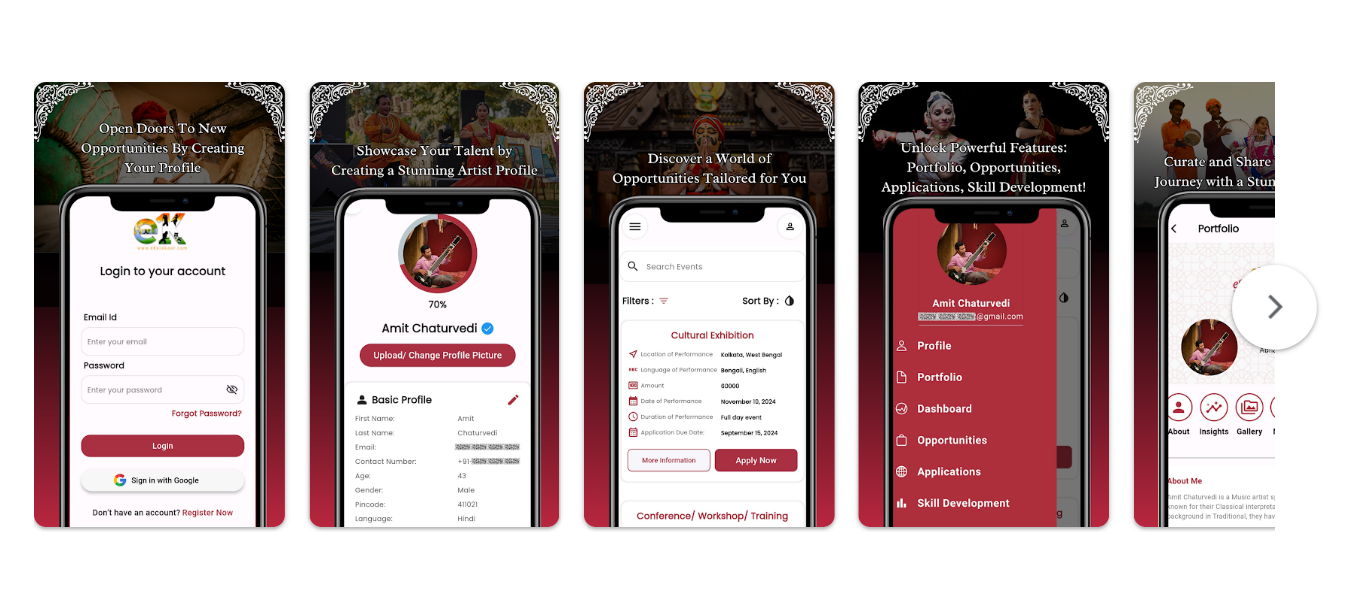 Open Doors To New
Opportunities By Creating
Your Profile
eK
Login to your account
Email Id
Enter your email
Password
Enter your password
Forgot Password?
Login
Sign in with Google
Don't have an account? Register Now
Showcase Your Talent by
Creating a Stunning Artist Profile
70%
Amit Chaturvedi
Upload/ Change Profile Picture
Basic Profile
First Name: Amit
Last Name: Chaturvedi
Email:
Contact Number: +91-
Age: 43
Gender: Male
Pincode: 411021
Language: Hindi
Discover a World of
Opportunities Tailored for You
Search Events
Filters :
Sort By :
Cultural Exhibition
Location of Performance Kolkata, West Bengal
Language of Performance Bengali, English
Amount 60000
Date of Performance November 10, 2024
Duration of Performance Full day event
Application Due Date: September 15, 2024
More Information
Apply Now
Conference/ Workshop/ Training
Unlock Powerful Features:
Portfolio, Opportunities,
Applications, Skill Development!
Amit Chaturvedi
@gmail.com
Profile
Portfolio
Dashboard
Opportunities
Applications
Skill Development
Curate and Share
Journey with a Stun
Portfolio
About
Insights
Gallery
About Me
Amit Chaturvedi is a Music artist
known for their Classical interpreta
background in Traditional, they hav